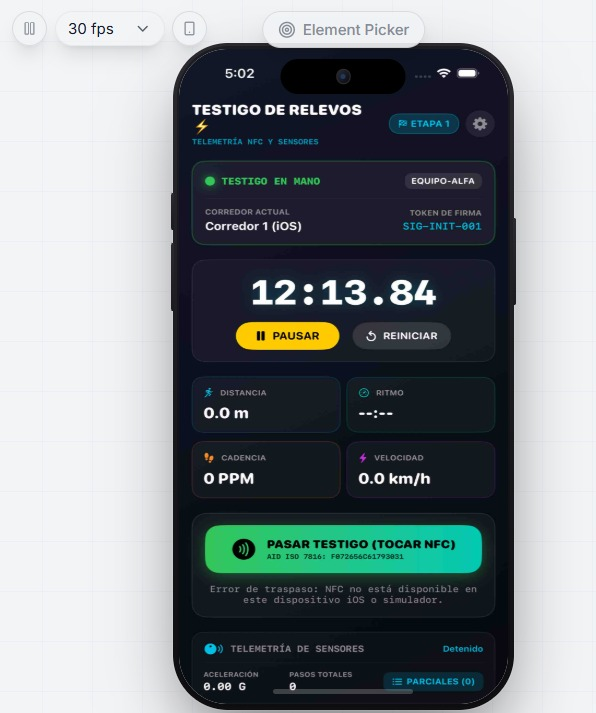 30 fps
Element Picker
5:02
TESTIGO DE RELEVOS
⚡
TELEMETRÍA NFC Y SENSORES
ETAPA 1
TESTIGO EN MANO
EQUIPO-ALFA
CORREDOR ACTUAL
TOKEN DE FIRMA
Corredor 1 (iOS)
SIG-INIT-001
12:13.84
PAUSAR
REINICIAR
DISTANCIA
0.0 m
RITMO
--:--
CADENCIA
0 PPM
VELOCIDAD
0.0 km/h
PASAR TESTIGO (TOCAR NFC)
AID ISO 7816: F072656C61793031
Error de traspaso: NFC no está disponible en
este dispositivo iOS o simulador.
TELEMETRÍA DE SENSORES
Detenido
ACELERACIÓN
0.00 G
PASOS TOTALES
0
PARCIALES (0)